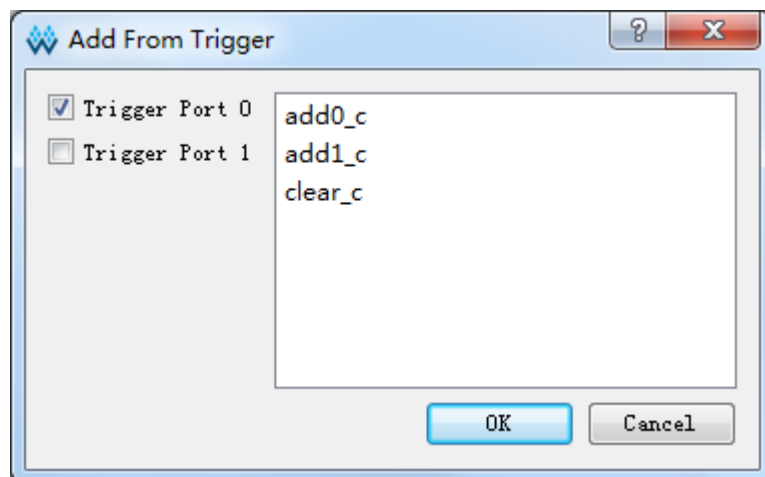 Add From Trigger
Trigger Port 0
Trigger Port 1
add0_c
add1_c
clear_c
OK
Cancel